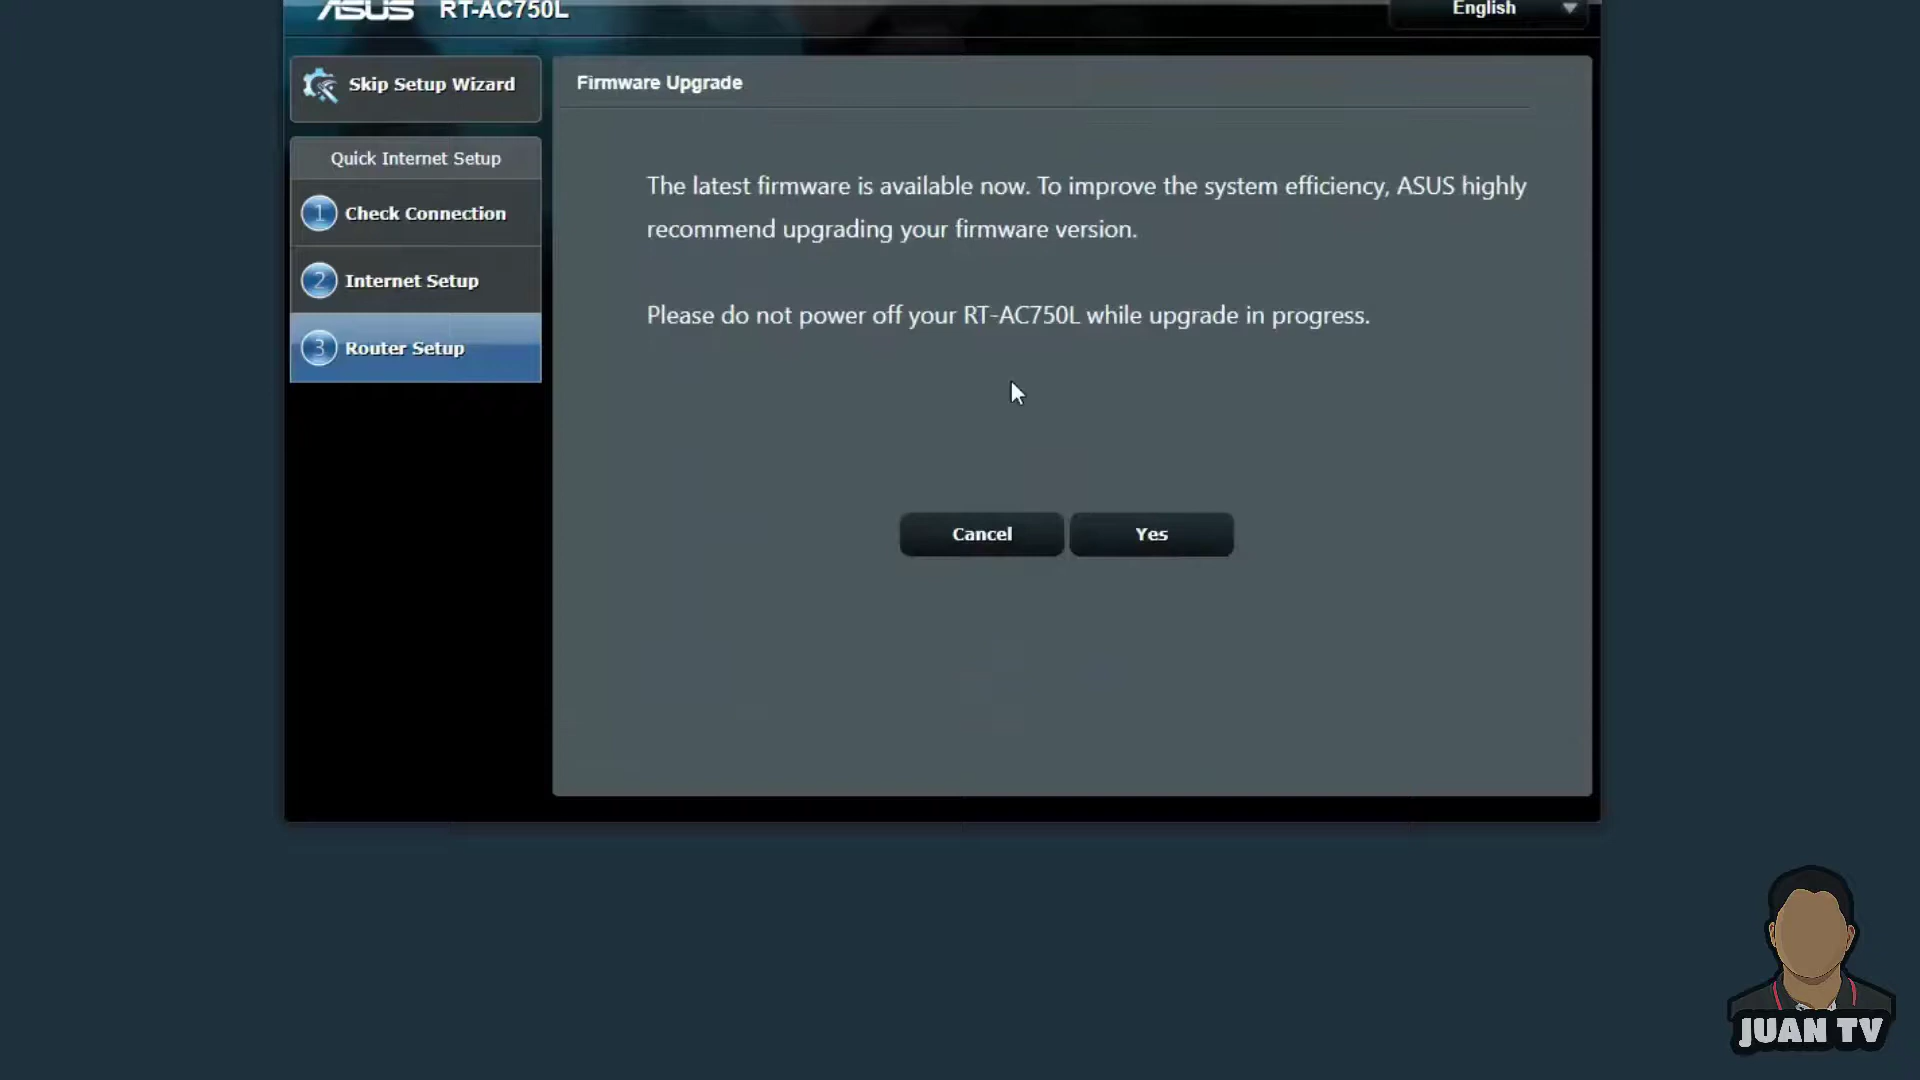 ASUS RT-AC750L
English
Skip Setup Wizard
Quick Internet Setup
1 Check Connection
2 Internet Setup
3 Router Setup
Firmware Upgrade
The latest firmware is available now. To improve the system efficiency, ASUS highly
recommend upgrading your firmware version.
Please do not power off your RT-AC750L while upgrade in progress.
Cancel
Yes
JUAN TV